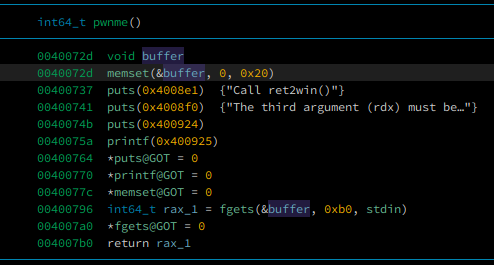 int64_t pwnme()
0040072d void buffer
0040072d memset(&buffer, 0, 0x20)
00400737 puts(0x4008e1) {"Call ret2win()"}
00400741 puts(0x4008f0) {"The third argument (rdx) must be…"}
0040074b puts(0x400924)
0040075a printf(0x400925)
00400764 *puts@GOT = 0
00400770 *printf@GOT = 0
0040077c *memset@GOT = 0
00400796 int64_t rax_1 = fgets(&buffer, 0xb0, stdin)
004007a0 *fgets@GOT = 0
004007b0 return rax_1